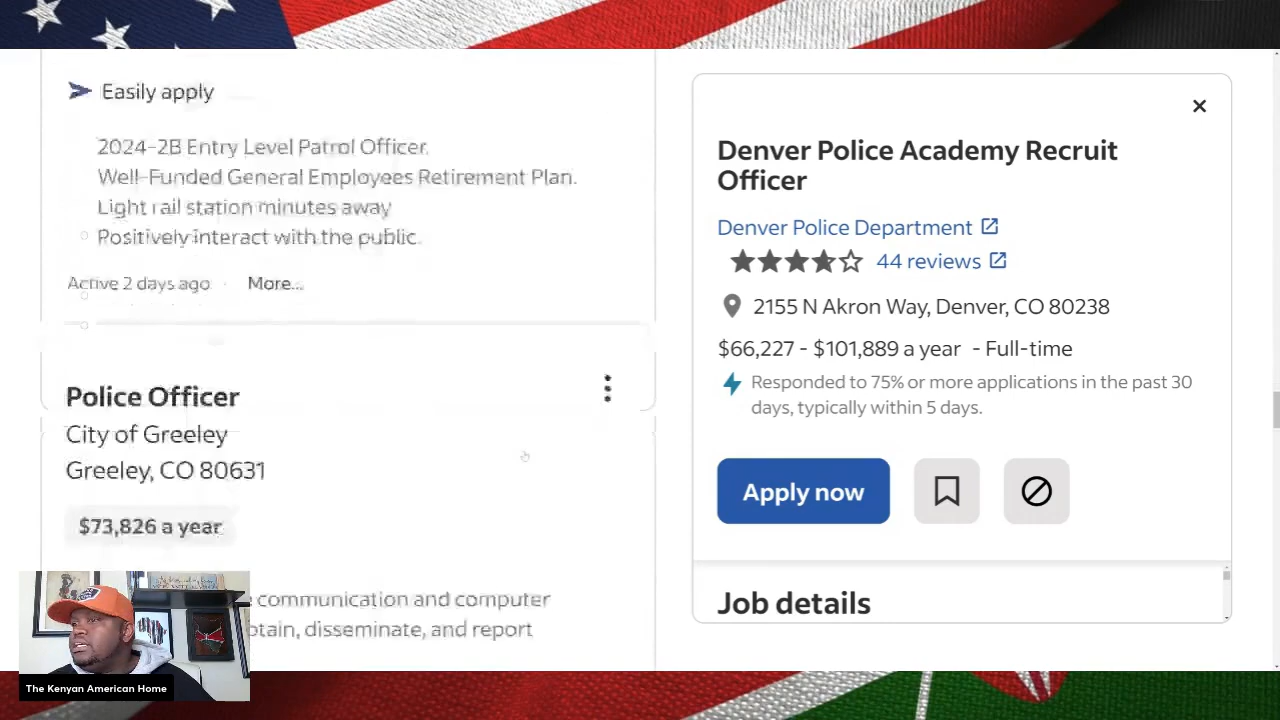 Easily apply
2024-2B Entry Level Patrol Officer.
Well-Funded General Employees Retirement Plan.
Light rail station minutes away
Positively interact with the public.
Active 2 days ago · More...
Police Officer
City of Greeley
Greeley, CO 80631
$73,826 a year
communication and computer
disseminate, and report
Denver Police Academy Recruit
Officer
Denver Police Department
44 reviews
2155 N Akron Way, Denver, CO 80238
$66,227 - $101,889 a year - Full-time
Responded to 75% or more applications in the past 30
days, typically within 5 days.
Apply now
Job details
The Kenyan American Home